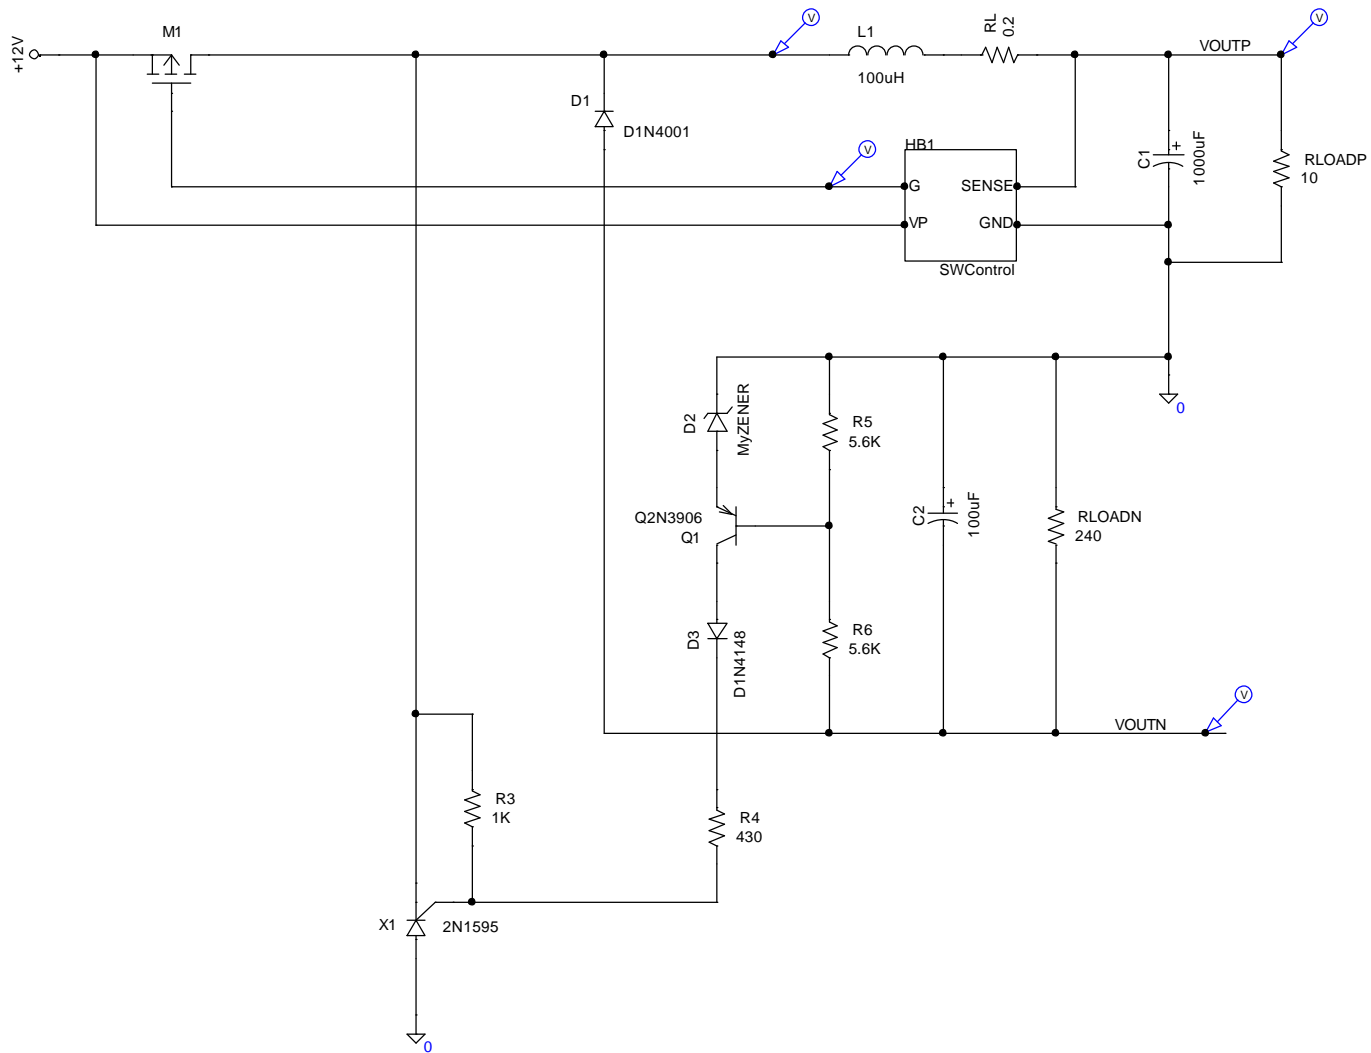 +12V
M1
V
L1
100uH
RL
0.2
VOUTP
V
D1
D1N4001
V
HB1
G
SENSE
VP
GND
SWControl
C1
+
1000uF
RLOADP
10
0
D2
MyZENER
R5
5.6K
Q2N3906
Q1
C2
+
100uF
RLOADN
240
D3
D1N4148
R6
5.6K
VOUTN
V
R3
1K
R4
430
X1
2N1595
0